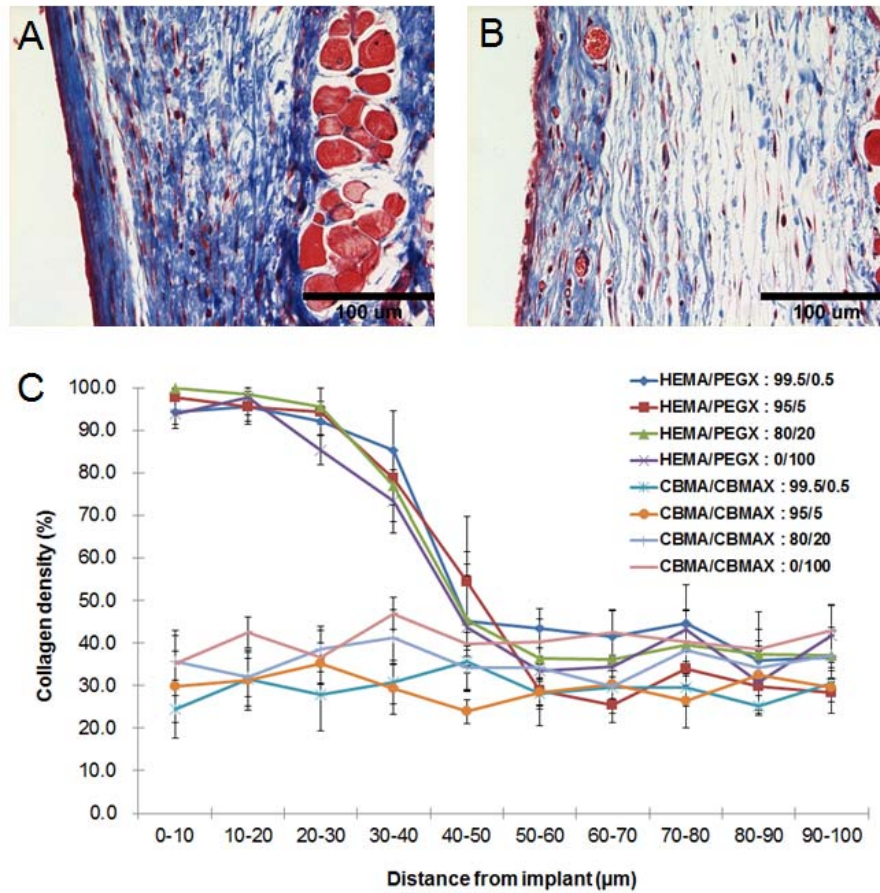 A
100 um
B
100 um
C
100.0
90.0
80.0
70.0
60.0
50.0
40.0
30.0
20.0
10.0
0.0
Collagen density (%)
HEMA/PEGX : 99.5/0.5
HEMA/PEGX : 95/5
HEMA/PEGX : 80/20
HEMA/PEGX : 0/100
CBMA/CBMAX : 99.5/0.5
CBMA/CBMAX : 95/5
CBMA/CBMAX : 80/20
CBMA/CBMAX : 0/100
0-10 10-20 20-30 30-40 40-50 50-60 60-70 70-80 80-90 90-100
Distance from implant (µm)